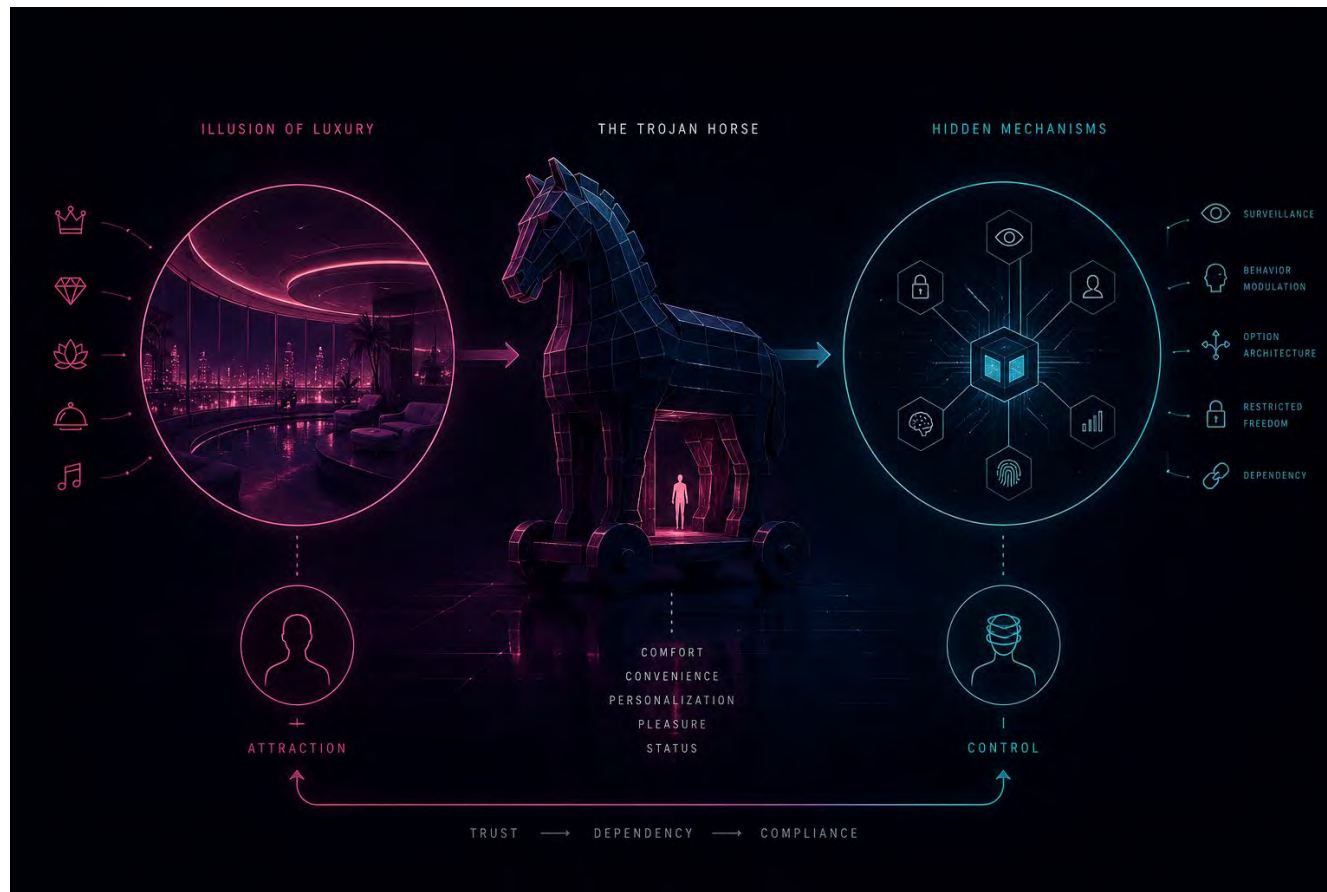 ILLUSION OF LUXURY
THE TROJAN HORSE
HIDDEN MECHANISMS
SURVEILLANCE
BEHAVIOR
MODULATION
OPTION
ARCHITECTURE
RESTRICTED
FREEDOM
DEPENDENCY
COMFORT
CONVENIENCE
PERSONALIZATION
PLEASURE
STATUS
ATTRACTION
CONTROL
TRUST → DEPENDENCY → COMPLIANCE